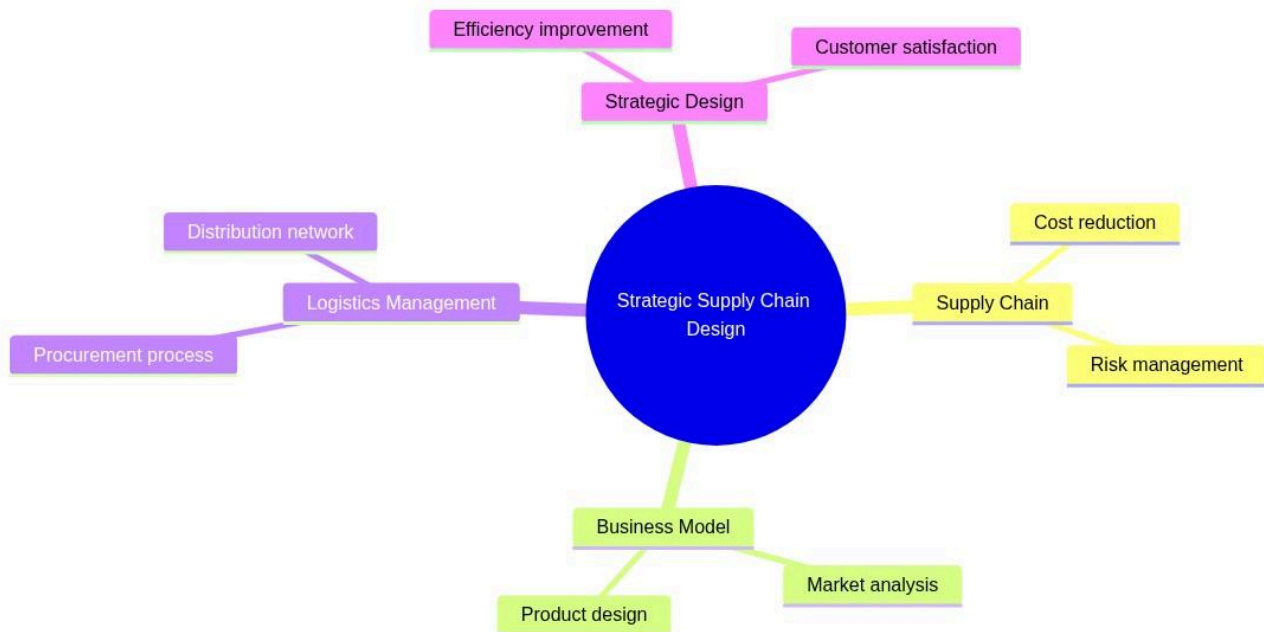 Efficiency improvement
Customer satisfaction
Strategic Design
Distribution network
Logistics Management
Procurement process
Strategic Supply Chain
Design
Cost reduction
Supply Chain
Risk management
Business Model
Market analysis
Product design